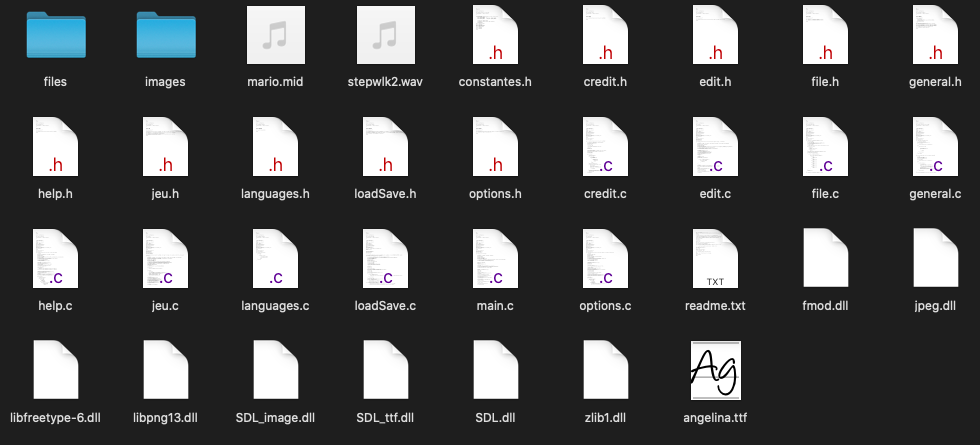 files images mario.mid stepwlk2.wav constantes.h credit.h edit.h file.h general.h
help.h jeu.h languages.h loadSave.h options.h credit.c edit.c file.c general.c
help.c jeu.c languages.c loadSave.c main.c options.c readme.txt fmod.dll jpeg.dll
libfreetype-6.dll libpng13.dll SDL_image.dll SDL_ttf.dll SDL.dll zlib1.dll angelina.ttf
.h .h .h .h .h
.h .h .h .h .h .c .c .c .c
.c .c .c .c .c .c TXT
Ag